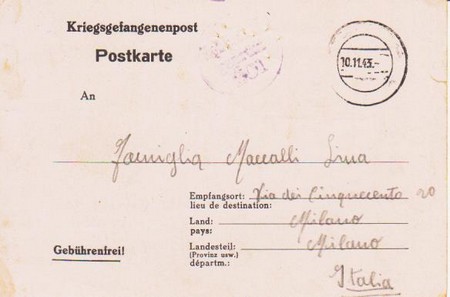 Kriegsgefangenenpost
Postkarte
10.11.43.-
An
Famiglia Maccalli Lina
Empfangsort: Via dei Cinquecento 20
lieu de destination:
Land: Milano
pays:
Gebührenfrei!
Landesteil: Milano
(Provinz usw.)
départm.:
Italia